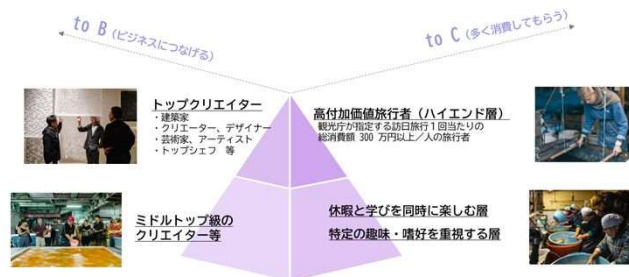 to B（ビジネスにつなげる）
to C（多く消費してもらう）
トップクリエイター
・建築家
・クリエーター、デザイナー
・芸術家、アーティスト
・トップシェフ 等
高付加価値旅行者（ハイエンド層）
観光庁が指定する訪日旅行１回当たりの
総消費額 300 万円以上／人の旅行者
ミドルトップ級の
クリエイター等
休暇と学びを同時に楽しむ層
特定の趣味・嗜好を重視する層